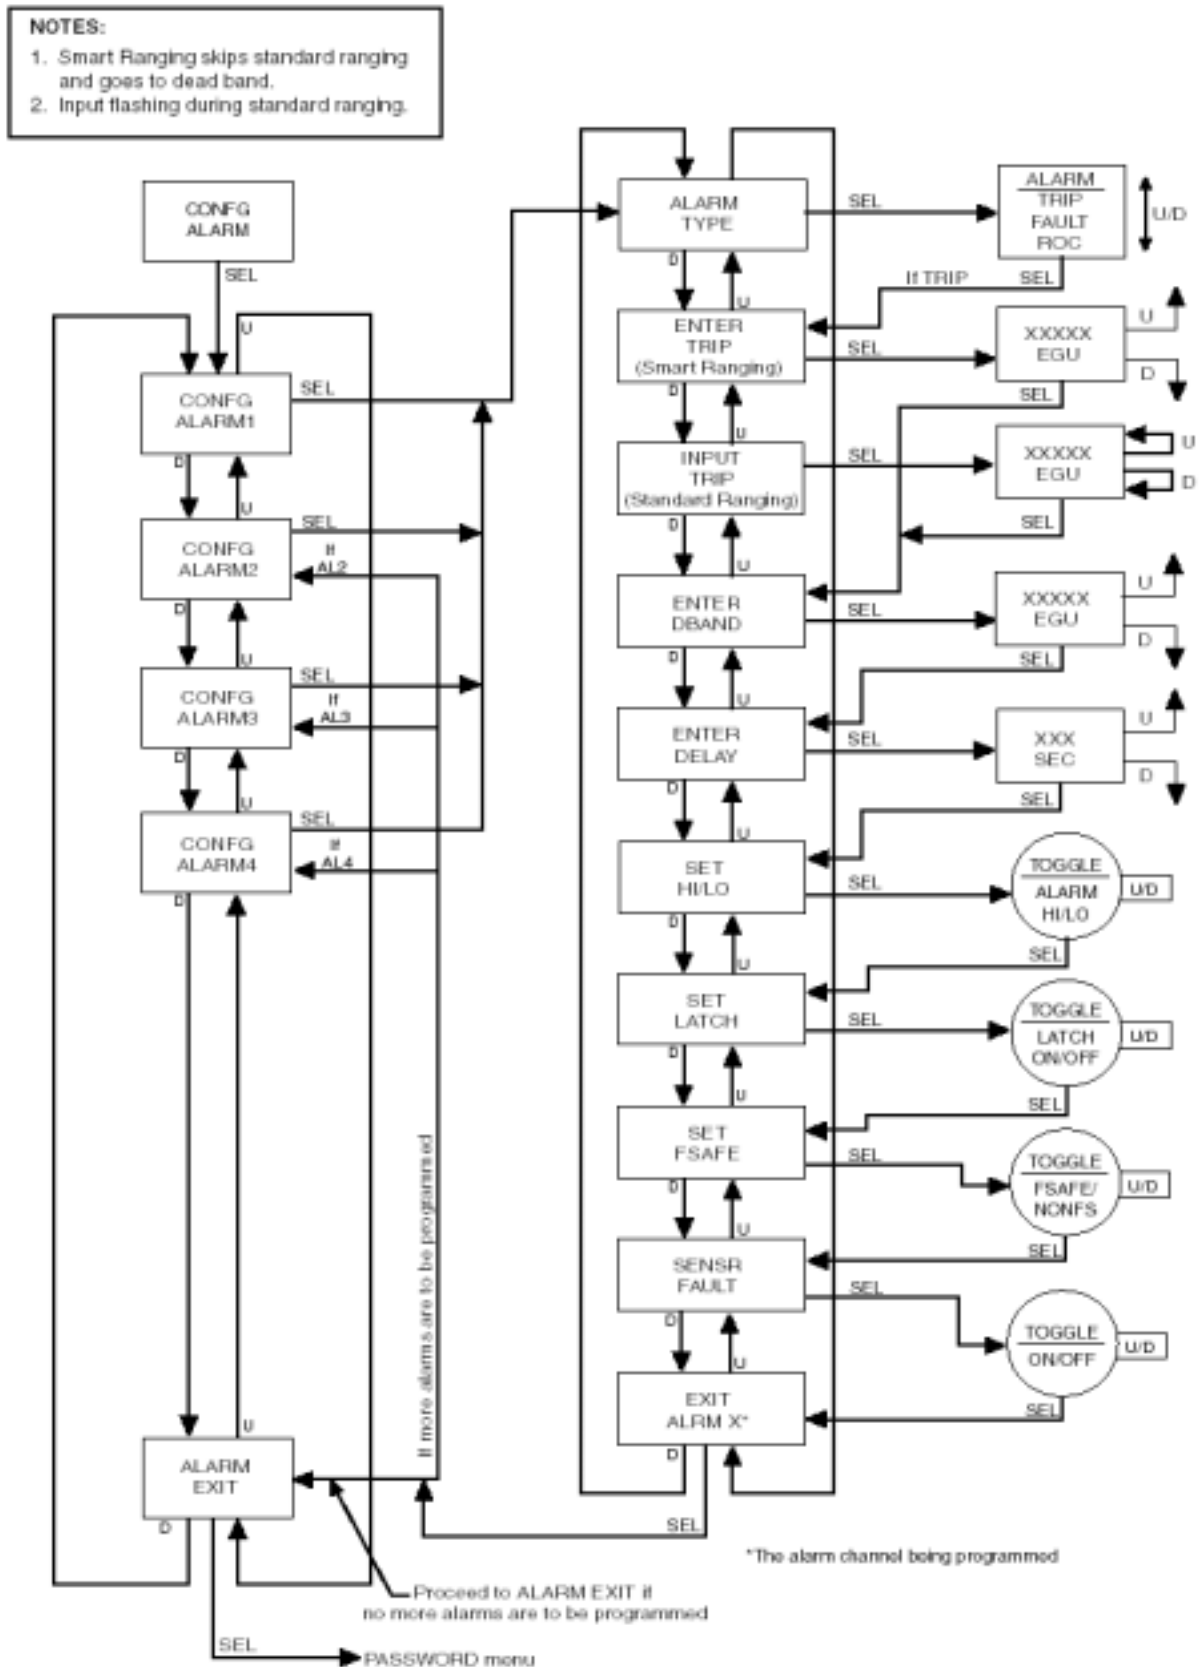 NOTES:
1. Smart Ranging skips standard ranging
and goes to dead band.
2. Input flashing during standard ranging.
CONFG
ALARM
SEL
U
CONFG
ALARM1
SEL
D
U
CONFG
ALARM2
SEL
If
AL2
D
U
CONFG
ALARM3
SEL
If
AL3
D
U
CONFG
ALARM4
SEL
If
AL4
D
If more alarms are to be programmed
U
ALARM
EXIT
D
SEL
PASSWORD menu
Proceed to ALARM EXIT if
no more alarms are to be programmed
ALARM
TYPE
SEL
ALARM
TRIP
FAULT
ROC
U/D
D
U
If TRIP
SEL
ENTER
TRIP
(Smart Ranging)
SEL
XXXXX
EGU
U
D
SEL
D
U
INPUT
TRIP
(Standard Ranging)
SEL
XXXXX
EGU
U
D
SEL
D
U
ENTER
DBAND
SEL
XXXXX
EGU
U
D
SEL
D
U
ENTER
DELAY
SEL
XXX
SEC
U
D
SEL
D
U
SET
HI/LO
SEL
TOGGLE
ALARM
HI/LO
U/D
SEL
D
U
SET
LATCH
SEL
TOGGLE
LATCH
ON/OFF
U/D
SEL
D
U
SET
FSAFE
SEL
TOGGLE
FSAFE/
NONFS
U/D
SEL
D
U
SENSR
FAULT
SEL
TOGGLE
ON/OFF
U/D
SEL
D
U
EXIT
ALRM X*
D
SEL
*The alarm channel being programmed